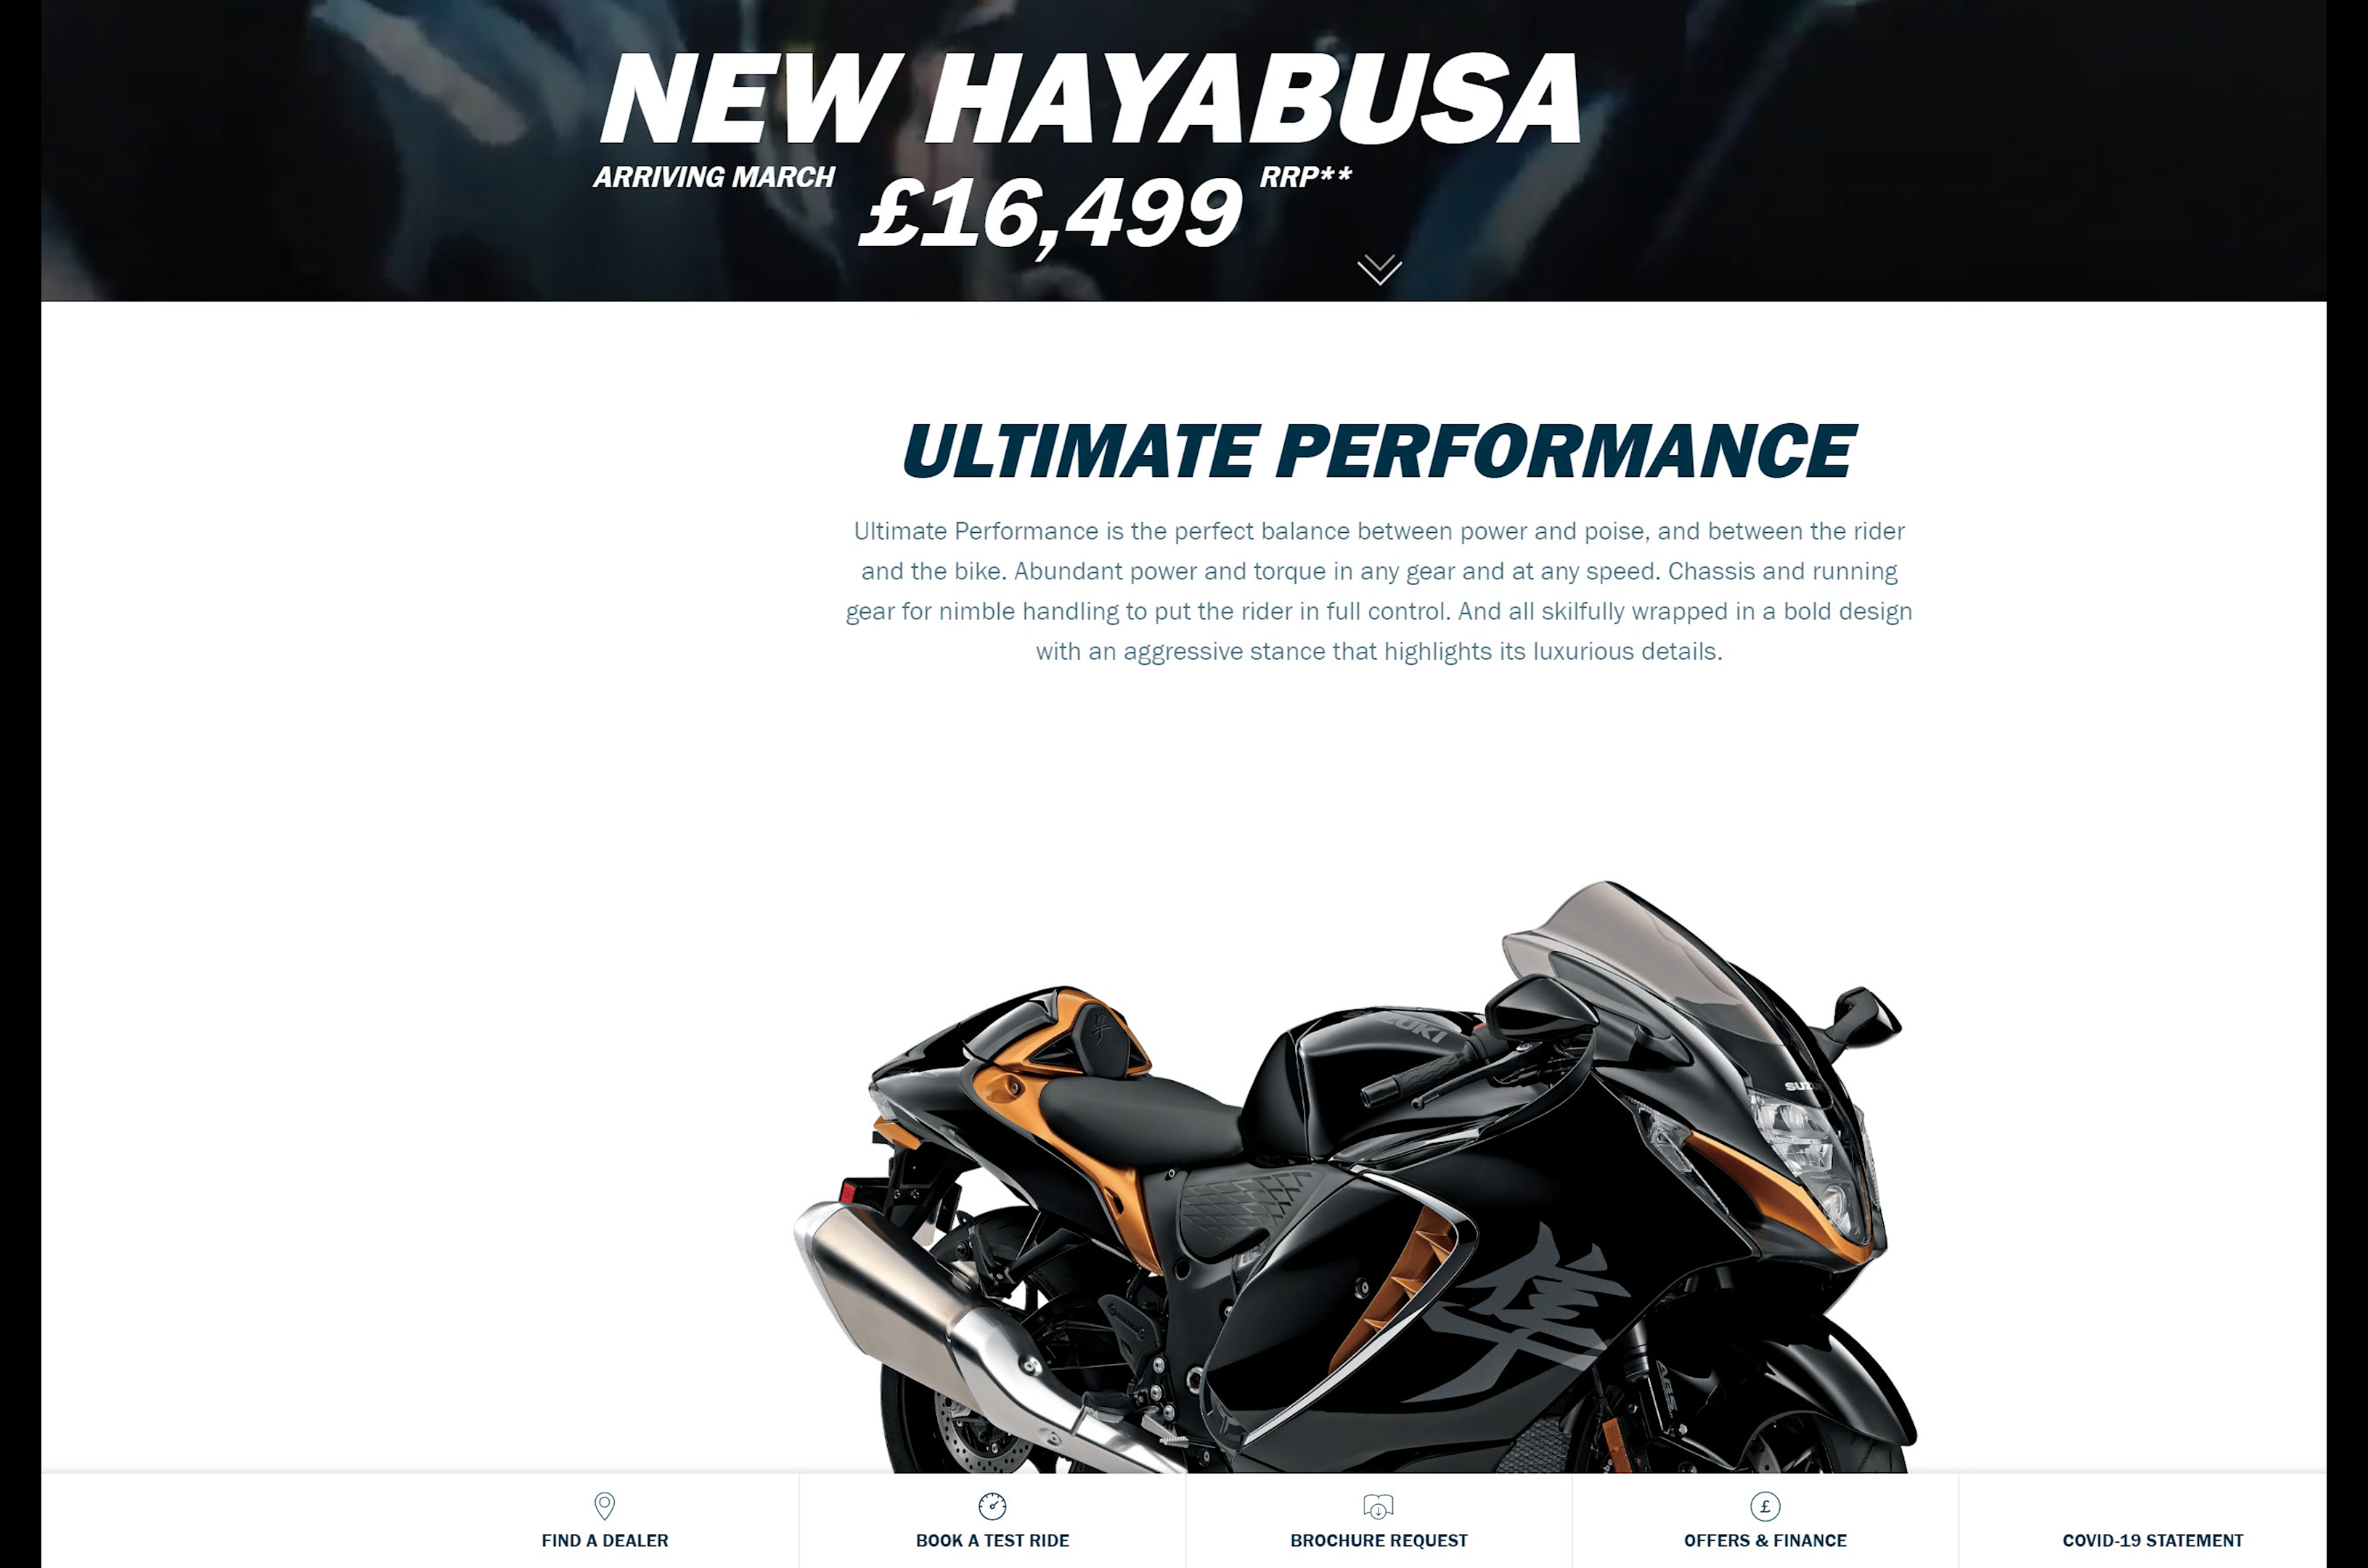 NEW HAYABUSA
ARRIVING MARCH £16,499 RRP**
ULTIMATE PERFORMANCE
Ultimate Performance is the perfect balance between power and poise, and between the rider
and the bike. Abundant power and torque in any gear and at any speed. Chassis and running
gear for nimble handling to put the rider in full control. And all skilfully wrapped in a bold design
with an aggressive stance that highlights its luxurious details.
隼
ABS
FIND A DEALER
BOOK A TEST RIDE
BROCHURE REQUEST
OFFERS & FINANCE
COVID-19 STATEMENT